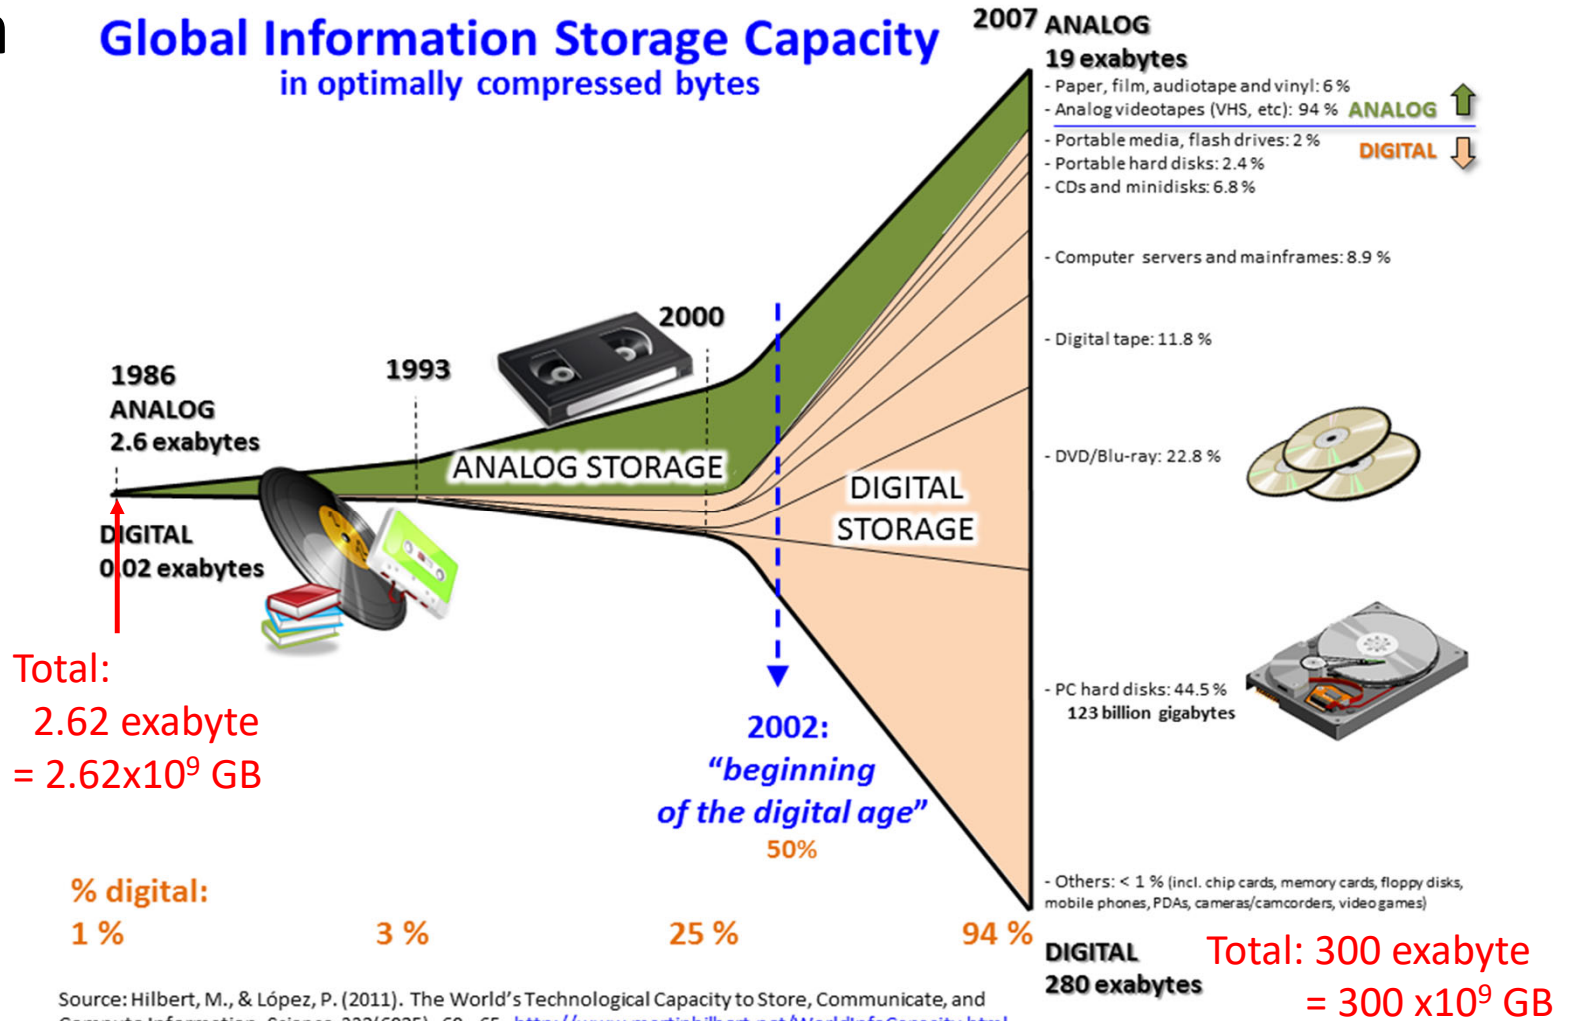 Global Information Storage Capacity
in optimally compressed bytes
2007 ANALOG
19 exabytes
- Paper, film, audiotape and vinyl: 6 %
- Analog videotapes (VHS, etc): 94 % ANALOG
- Portable media, flash drives: 2 %
DIGITAL
- Portable hard disks: 2.4 %
- CDs and minidisks: 6.8 %
- Computer servers and mainframes: 8.9 %
- Digital tape: 11.8 %
- DVD/Blu-ray: 22.8 %
- PC hard disks: 44.5 %
123 billion gigabytes
- Others: < 1 % (incl. chip cards, memory cards, floppy disks,
mobile phones, PDAs, cameras/camcorders, video games)
DIGITAL
280 exabytes
Total: 300 exabyte
= 300 x10⁹ GB
2000
1993
1986
ANALOG
2.6 exabytes
ANALOG STORAGE
DIGITAL
STORAGE
DIGITAL
0.02 exabytes
Total:
2.62 exabyte
= 2.62x10⁹ GB
2002:
“beginning
of the digital age”
50%
% digital:
1 %
3 %
25 %
94 %
Source: Hilbert, M., & López, P. (2011). The World’s Technological Capacity to Store, Communicate, and